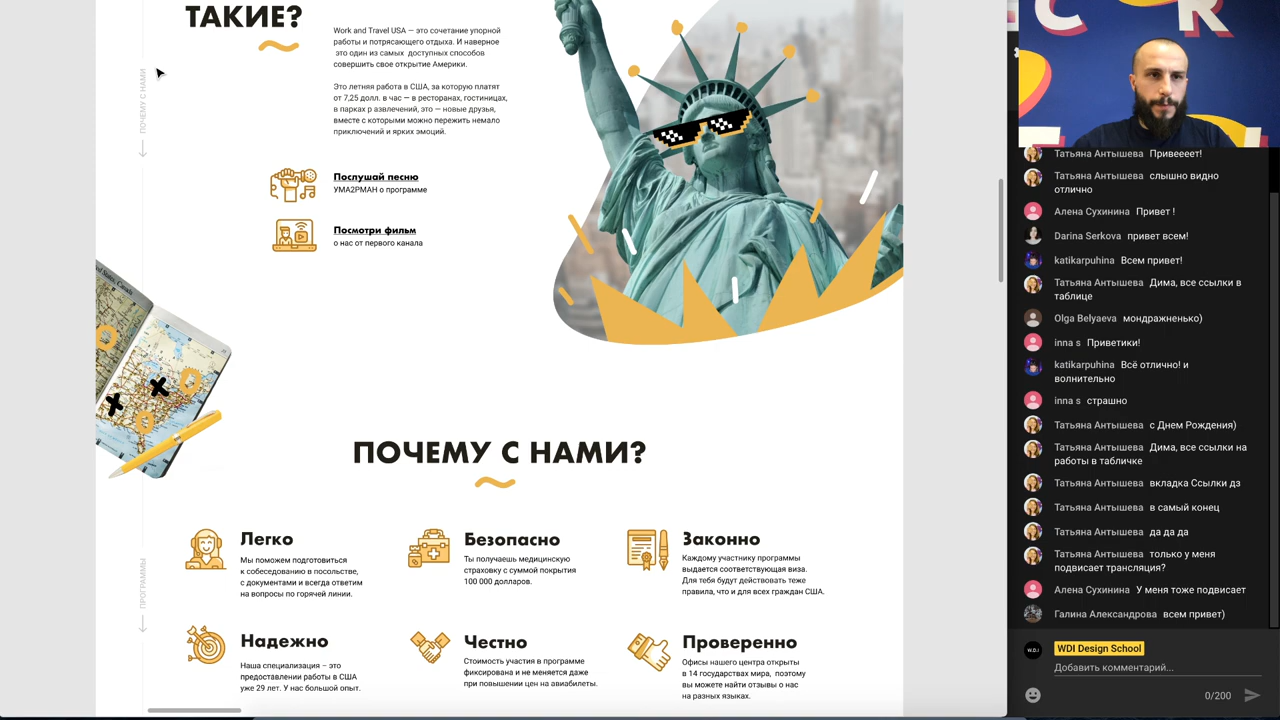 ТАКИЕ?
Work and Travel USA — это сочетание упорной
работы и потрясающего отдыха. И наверное
это один из самых доступных способов
совершить свое открытие Америки.
Это летняя работа в США, за которую платят
от 7,25 долл. в час — в ресторанах, гостиницах,
в парках р азвлечений, это — новые друзья,
вместе с которыми можно пережить немало
приключений и ярких эмоций.
ПОЧЕМУ С НАМИ
Послушай песню
УМА2РМАН о программе
Посмотри фильм
о нас от первого канала
ПОЧЕМУ С НАМИ?
Легко
Мы поможем подготовиться
к собеседованию в посольстве,
с документами и всегда ответим
на вопросы по горячей линии.
Безопасно
Ты получаешь медицинскую
страховку с суммой покрытия
100 000 долларов.
Законно
Каждому участнику программы
выдается соответствующая виза.
Для тебя будут действовать теже
правила, что и для всех граждан США.
ПРОГРАММЫ
Надежно
Наша специализация – это
предоставлении работы в США
уже 29 лет. У нас большой опыт.
Честно
Стоимость участия в программе
фиксирована и не меняется даже
при повышении цен на авиабилеты.
Проверенно
Офисы нашего центра открыты
в 14 государствах мира, поэтому
вы можете найти отзывы о нас
на разных языках.
Татьяна Антышева Привеееет!
Татьяна Антышева слышно видно
отлично
Алена Сухинина Привет !
Darina Serkova привет всем!
katikarpuhina Всем привет!
Татьяна Антышева Дима, все ссылки в
таблице
Olga Belyaeva мондражненько)
inna s Приветики!
katikarpuhina Всё отлично! и
волнительно
inna s страшно
Татьяна Антышева с Днем Рождения)
Татьяна Антышева Дима, все ссылки на
работы в табличке
Татьяна Антышева вкладка Ссылки дз
Татьяна Антышева в самый конец
Татьяна Антышева да да да
Татьяна Антышева только у меня
подвисает трансляция?
Алена Сухинина У меня тоже подвисает
Галина Александрова всем привет)
W.D.I
WDI Design School
Добавить комментарий...
0/200